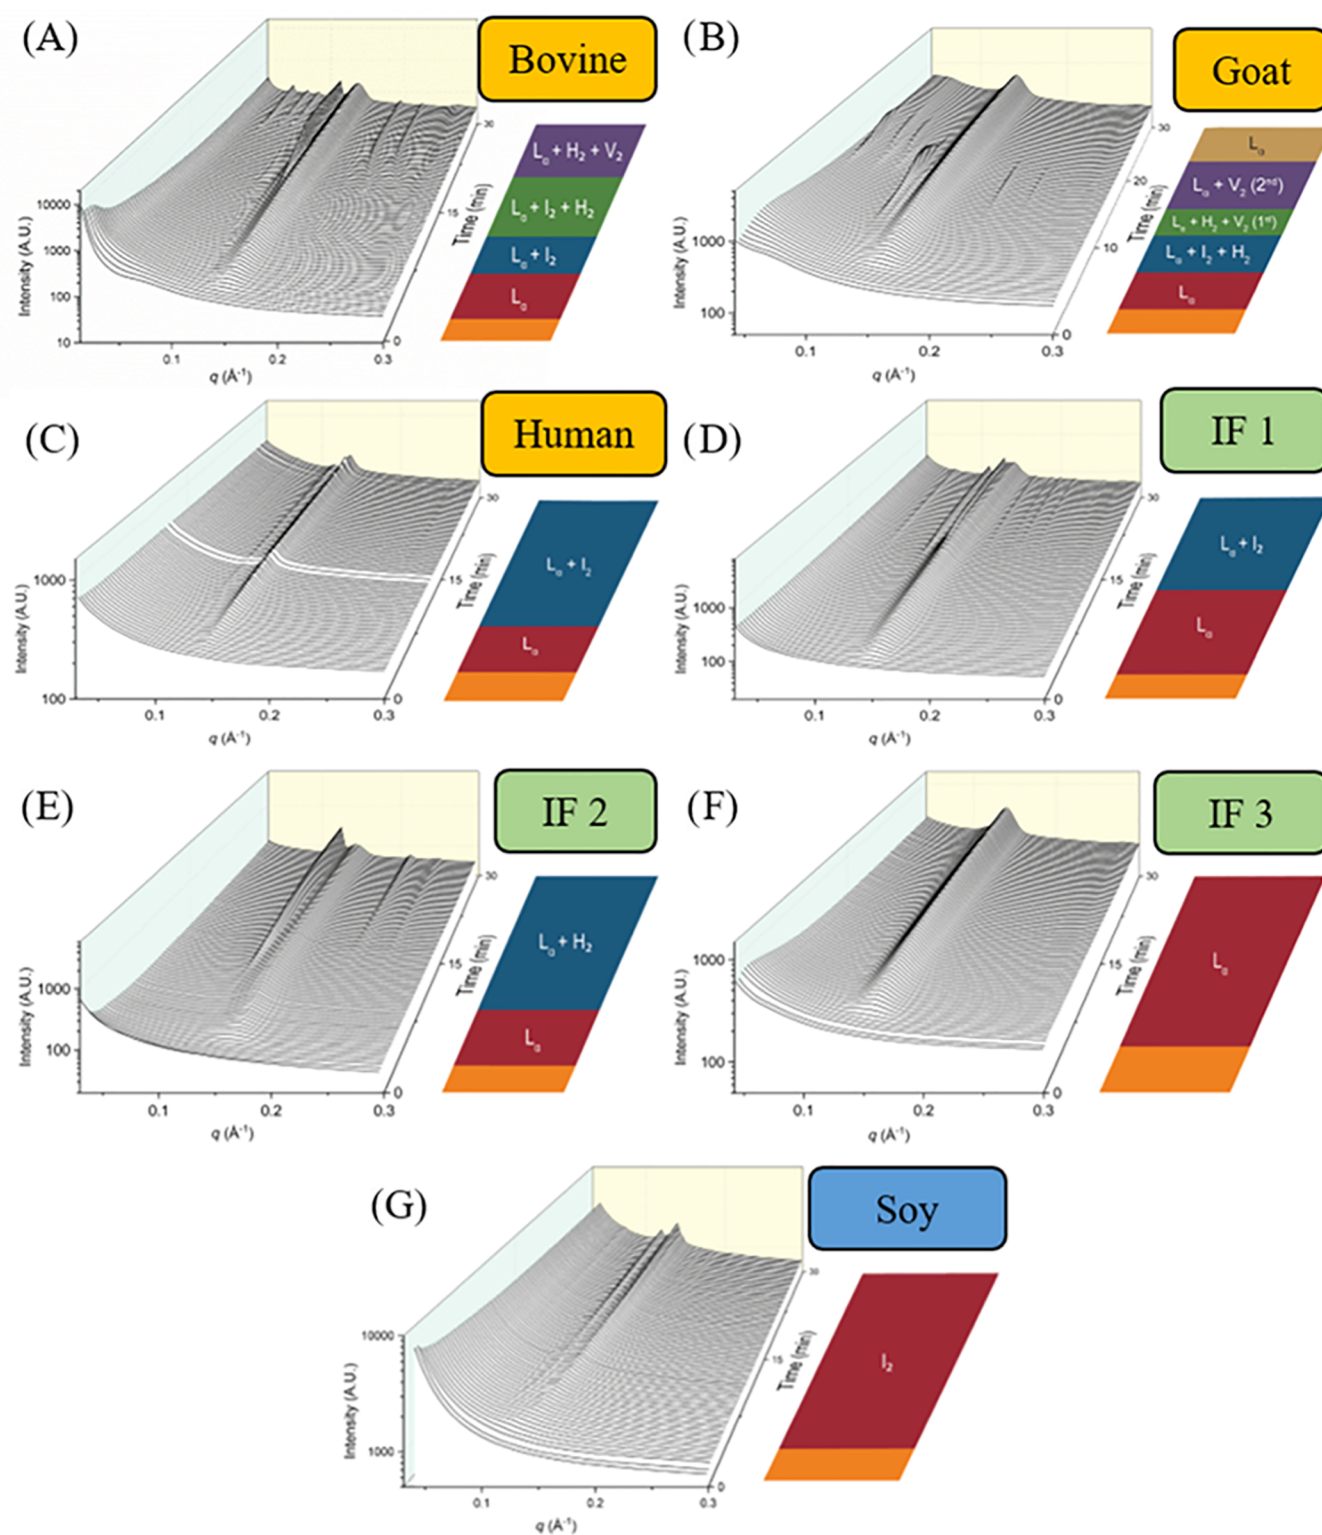 (A)
Bovine
Intensity (A.U.)
10000
1000
100
10
0.1
0.2
0.3
q (Å⁻¹)
0
15
30
Time (min)
Lα + H₂ + V₂
Lα + I₂ + H₂
Lα + I₂
Lα
(B)
Goat
Intensity (A.U.)
1000
100
0.1
0.2
0.3
q (Å⁻¹)
0
10
20
30
Time (min)
Lα
Lα + V₂ (2ⁿᵈ)
Lα + H₂ + V₂ (1ˢᵗ)
Lα + I₂ + H₂
Lα
(C)
Human
Intensity (A.U.)
1000
100
0.1
0.2
0.3
q (Å⁻¹)
0
15
30
Time (min)
Lα + I₂
Lα
(D)
IF 1
Intensity (A.U.)
1000
100
0.1
0.2
0.3
q (Å⁻¹)
0
15
30
Time (min)
Lα + I₂
Lα
(E)
IF 2
Intensity (A.U.)
1000
100
0.1
0.2
0.3
q (Å⁻¹)
0
15
30
Time (min)
Lα + H₂
Lα
(F)
IF 3
Intensity (A.U.)
1000
100
0.1
0.2
0.3
q (Å⁻¹)
0
15
30
Time (min)
Lα
(G)
Soy
Intensity (A.U.)
10000
1000
0.1
0.2
0.3
q (Å⁻¹)
0
15
30
Time (min)
I₂